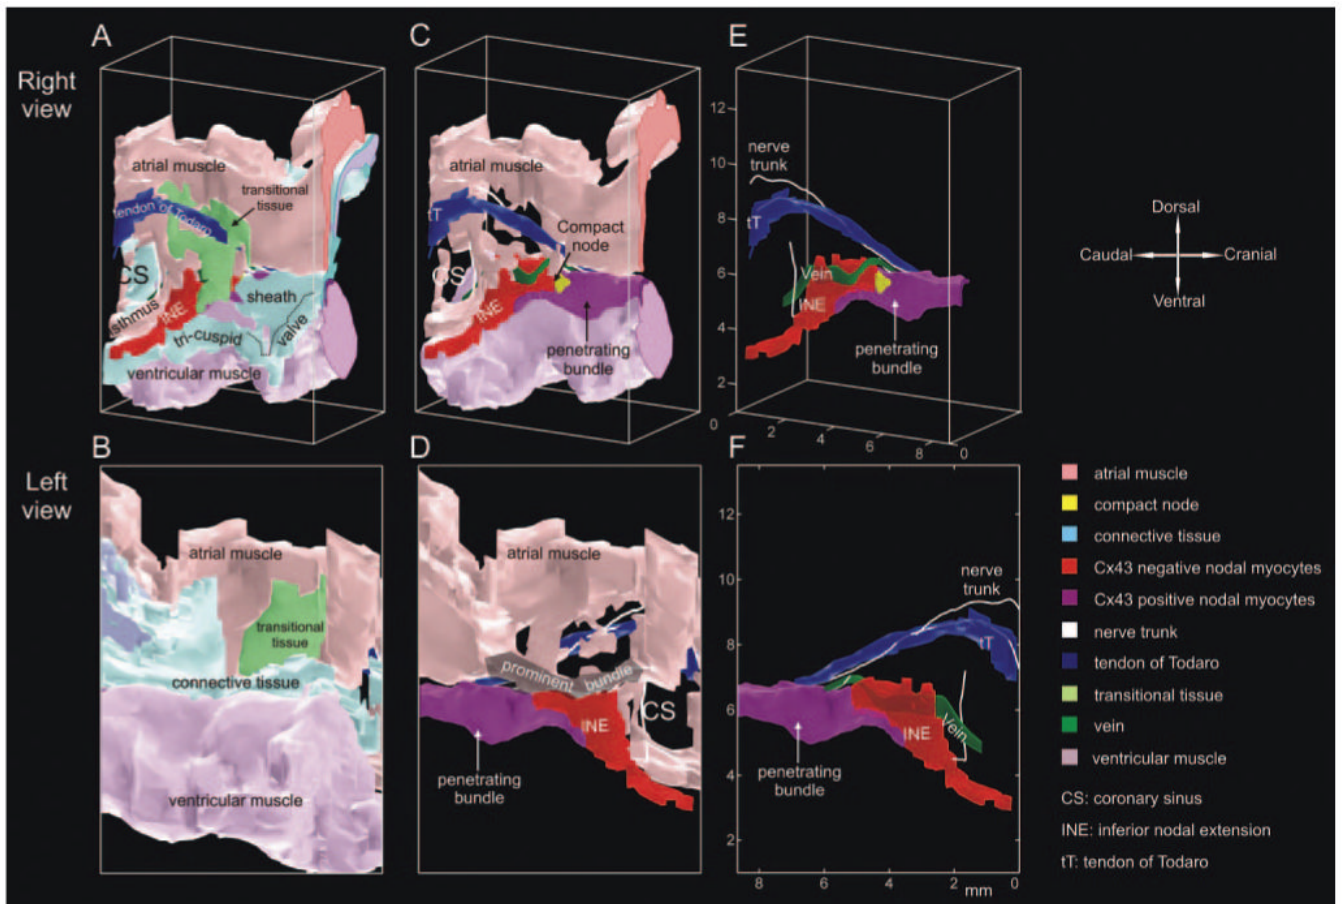 A
C
E
Right
view
atrial muscle
transitional
tissue
tendon of Todaro
CS
isthmus
INE
sheath
tri-cuspid
valve
ventricular muscle
atrial muscle
tT
Compact
node
CS
INE
penetrating
bundle
12
10
8
6
4
2
0
2
4
6
8
0
nerve
trunk
tT
Vein
INE
penetrating
bundle
Dorsal
Caudal
Cranial
Ventral
B
D
F
Left
view
atrial muscle
transitional
tissue
connective tissue
ventricular muscle
atrial muscle
prominent bundle
CS
INE
penetrating
bundle
12
10
8
6
4
2
8
6
4
2
0
mm
nerve
trunk
tT
Vein
INE
penetrating
bundle
atrial muscle
compact node
connective tissue
Cx43 negative nodal myocytes
Cx43 positive nodal myocytes
nerve trunk
tendon of Todaro
transitional tissue
vein
ventricular muscle
CS: coronary sinus
INE: inferior nodal extension
tT: tendon of Todaro